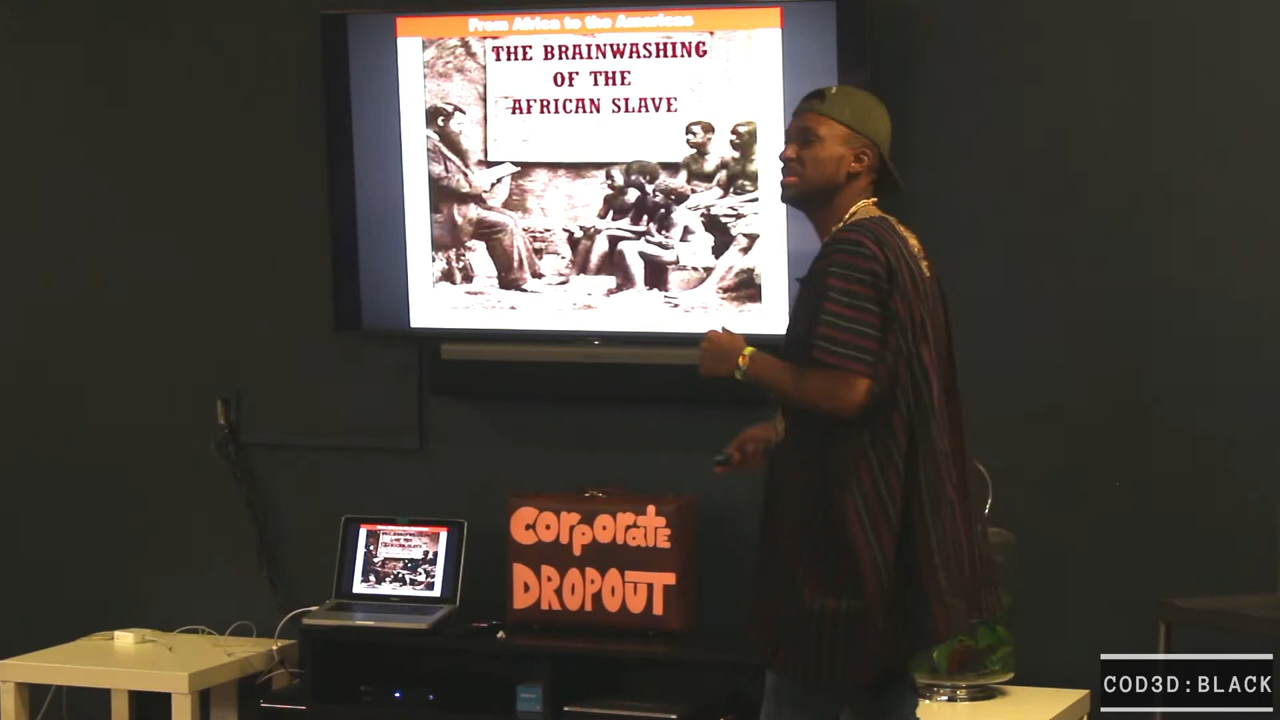 From Africa to the Americas
THE BRAINWASHING
OF THE
AFRICAN SLAVE
Corporate
DROPOUT
COD3D:BLACK